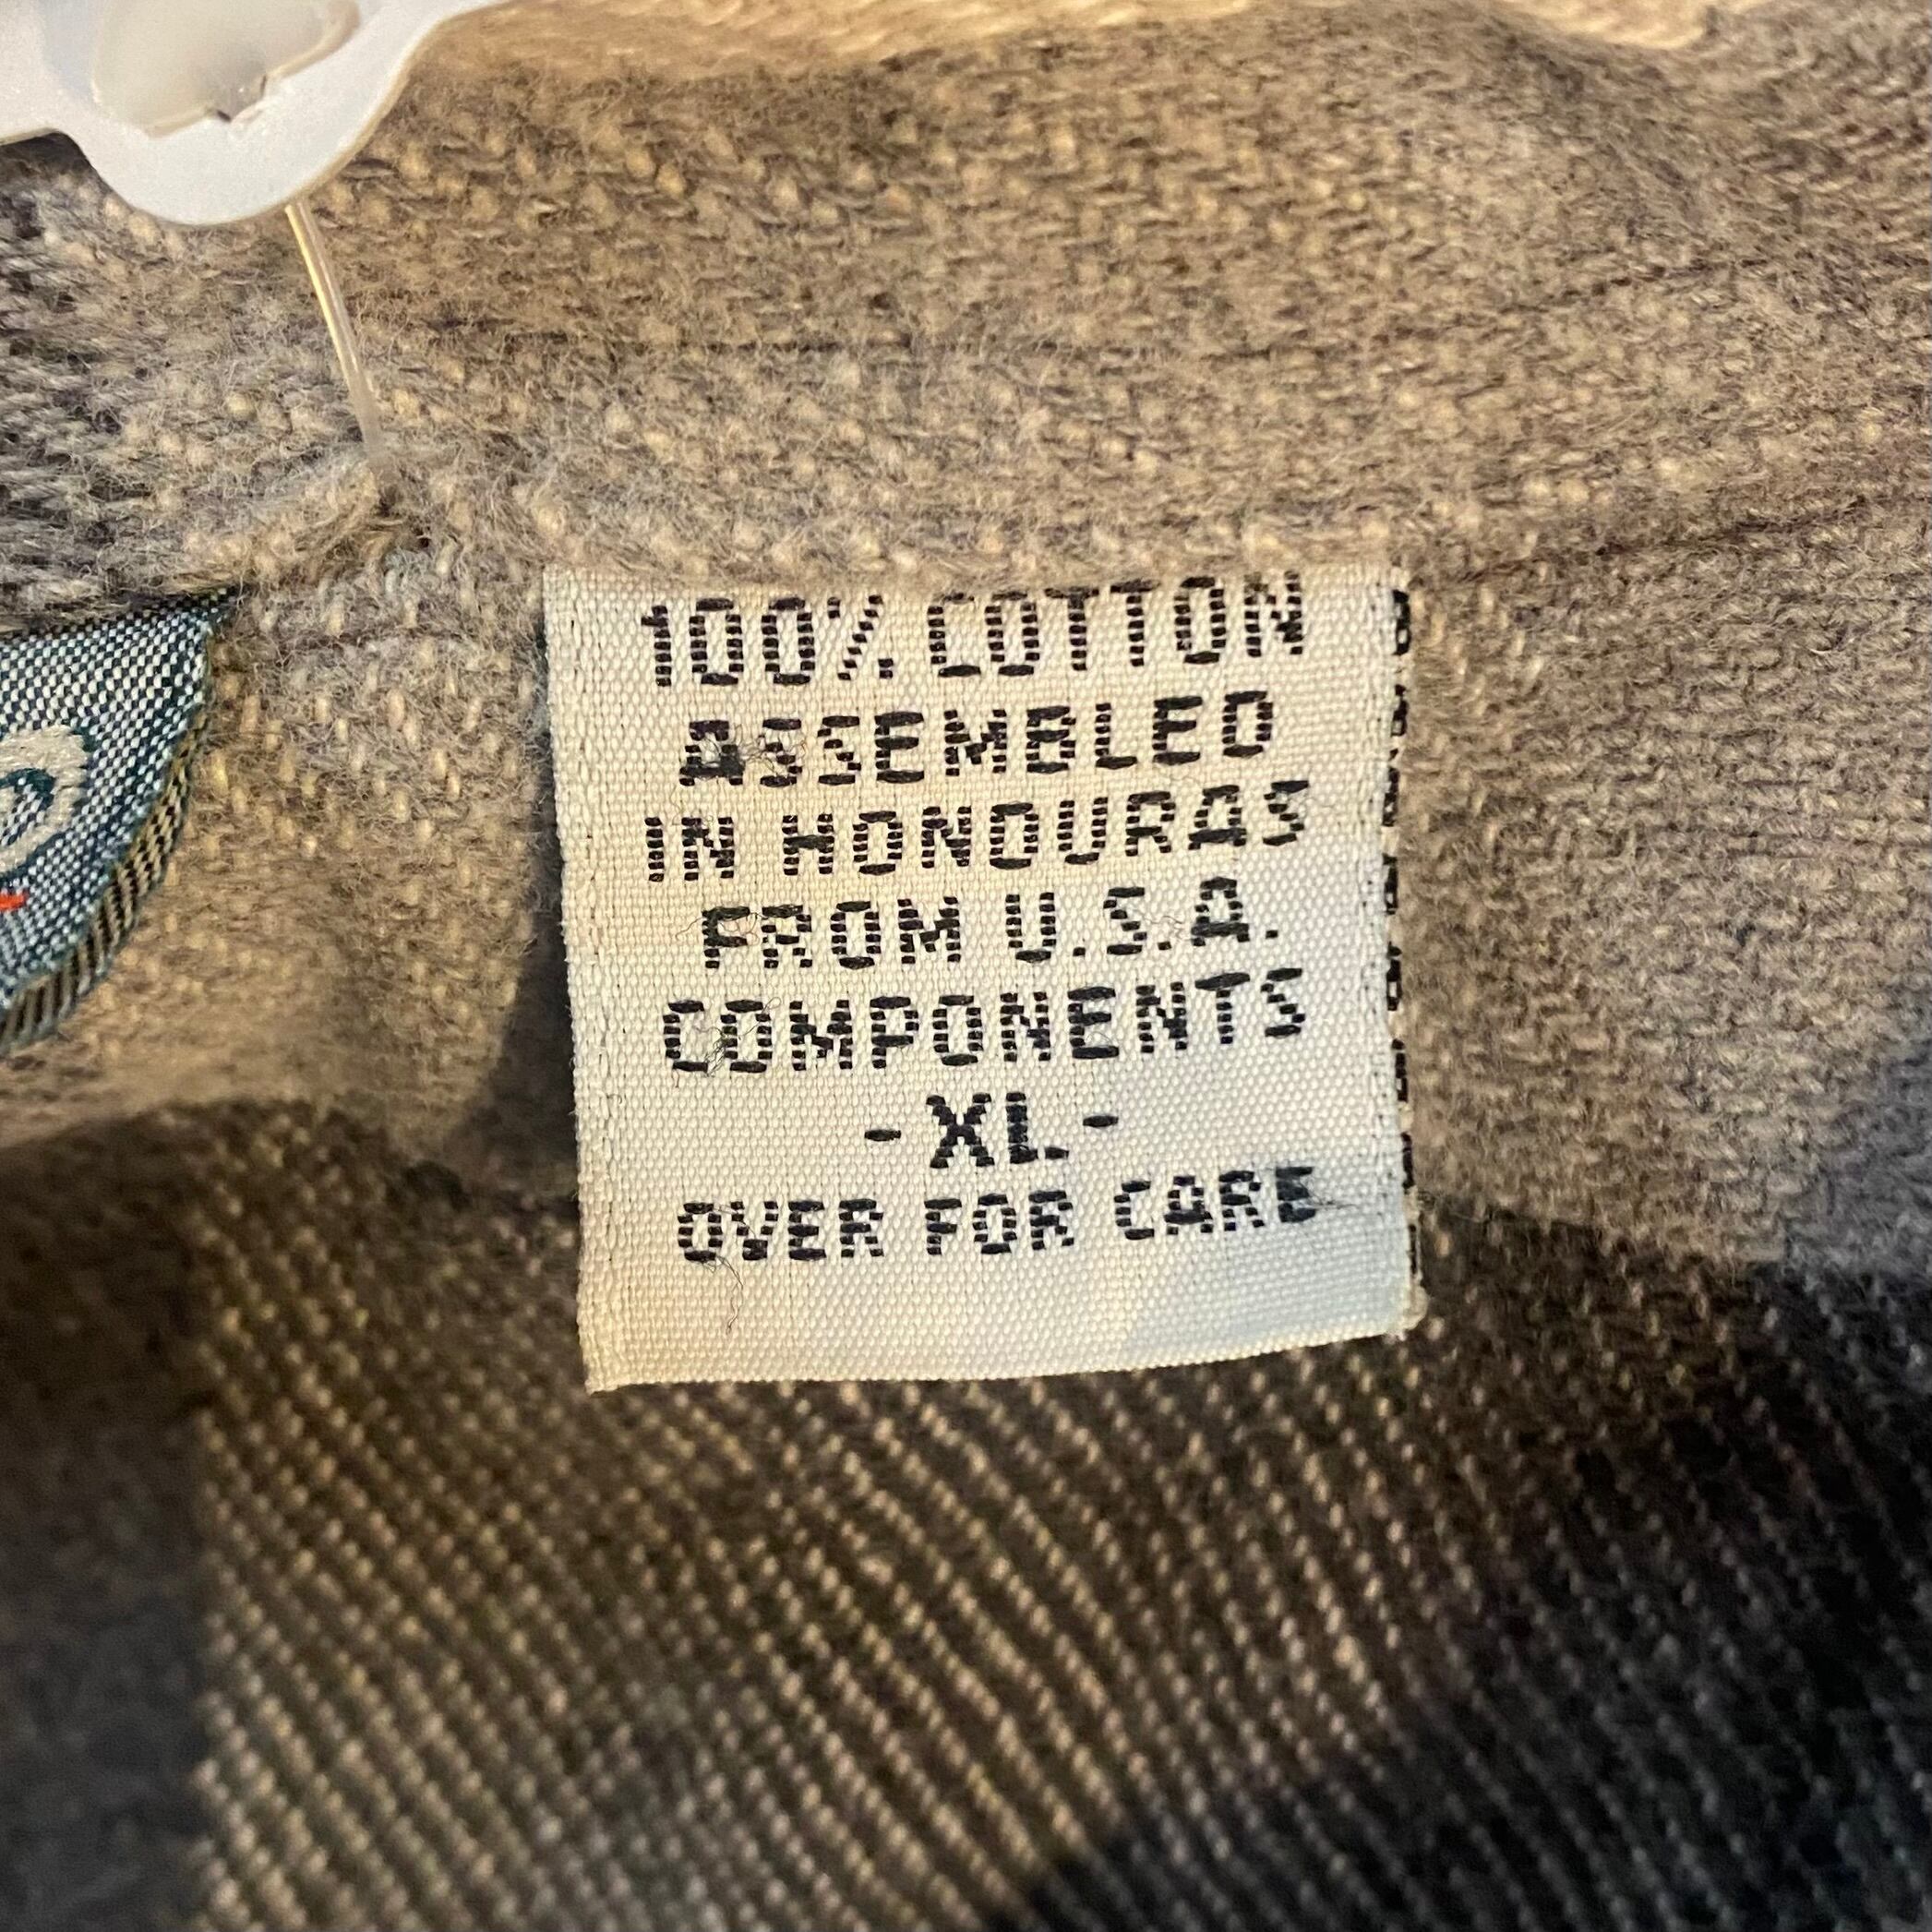 100% COTTON
ASSEMBLED
IN HONDURAS
FROM U.S.A.
COMPONENTS
-XL-
OVER FOR CARE